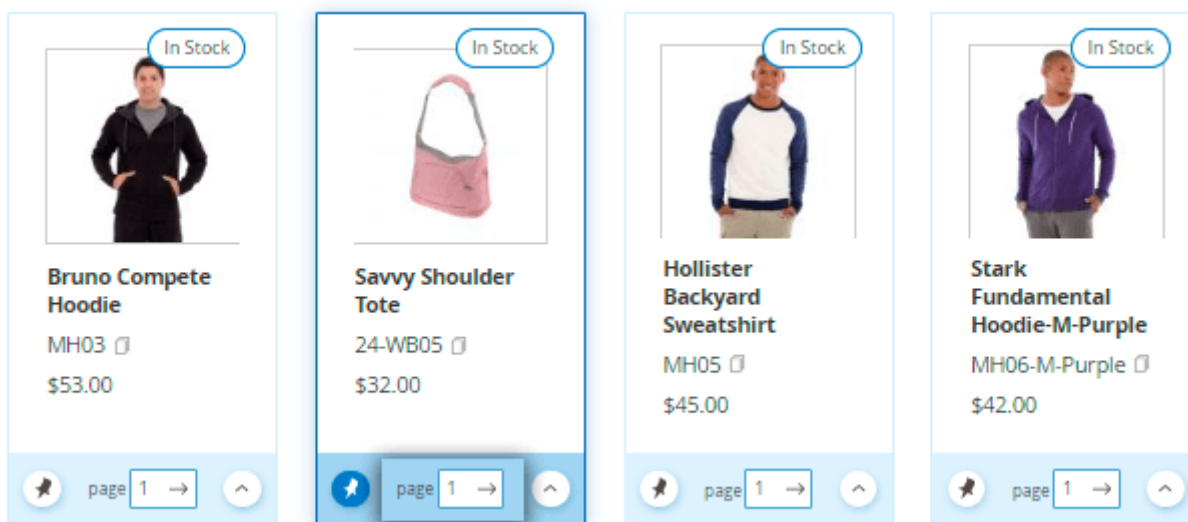 In Stock
Bruno Compete
Hoodie
MH03
$53.00
page 1 →
In Stock
Savvy Shoulder
Tote
24-WB05
$32.00
page 1 →
In Stock
Hollister
Backyard
Sweatshirt
MH05
$45.00
page 1 →
In Stock
Stark
Fundamental
Hoodie-M-Purple
MH06-M-Purple
$42.00
page 1 →